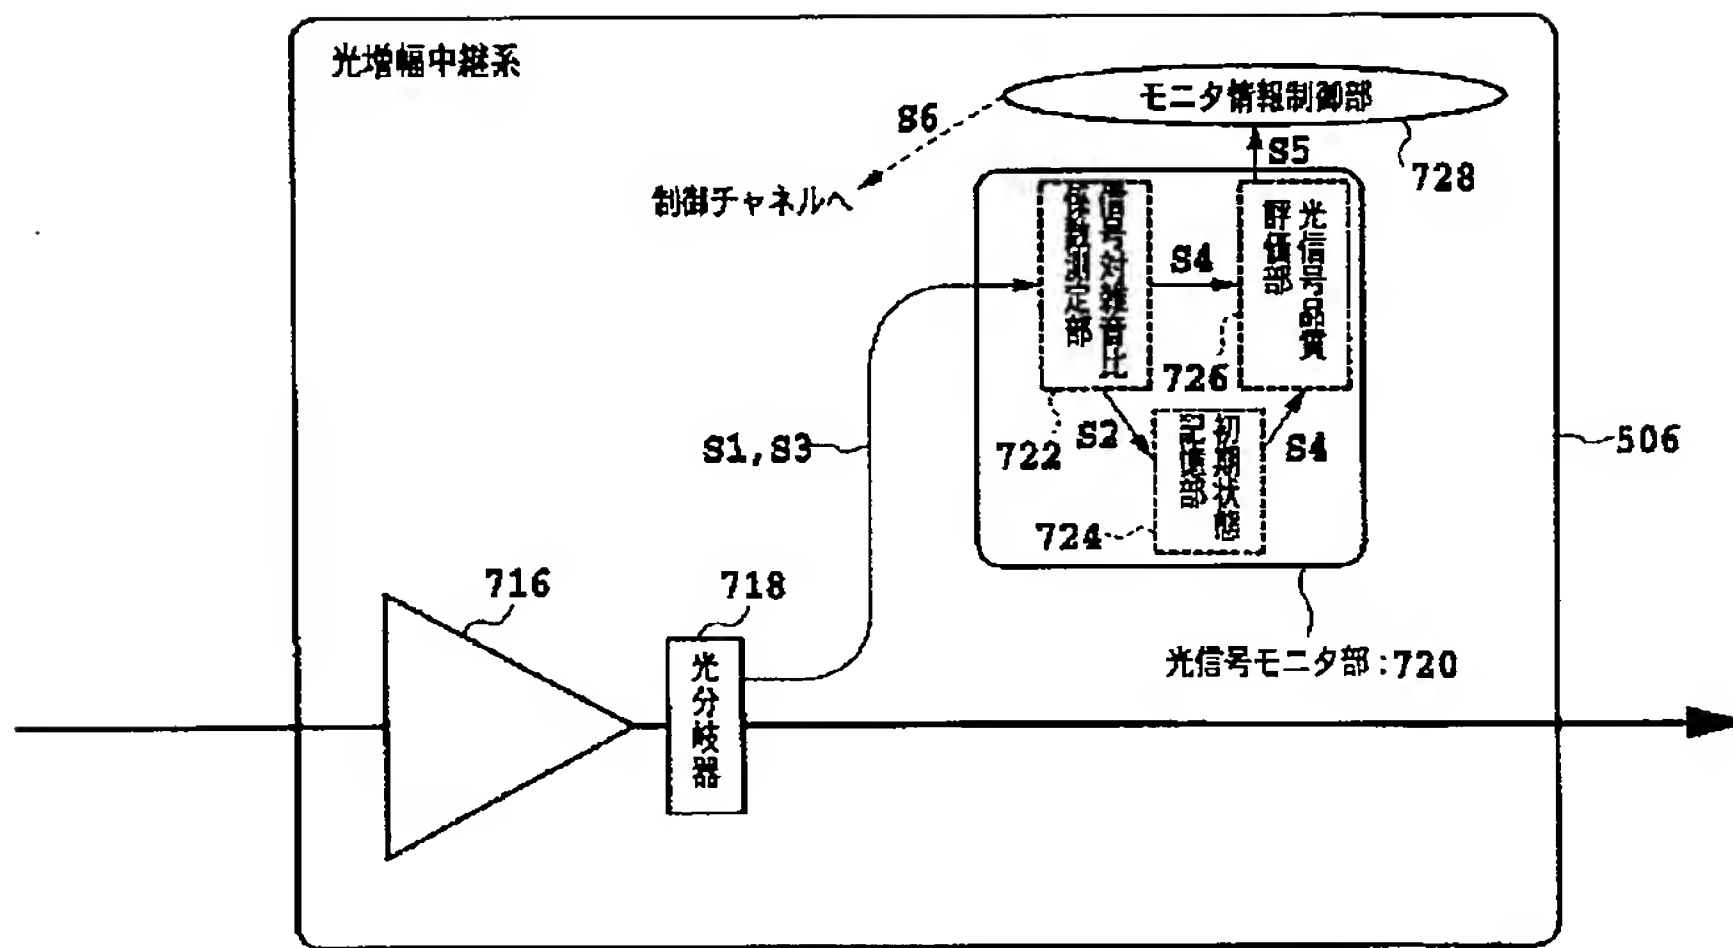 光増幅中継系
モニタ情報制御部
S6
S5
728
制御チャネルへ
信号対雑音比
係数測定部
S4
光信号品質
評価部
726
S1,S3
722
S2
初期状態
記憶部
S4
506
724
716
718
光分岐器
光信号モニタ部:720